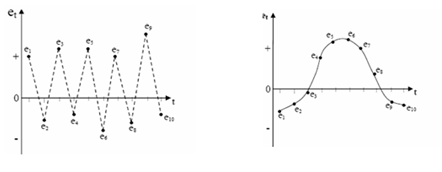 e_t
e_9
e_1 e_3 e_5 e_7
+
0 t
e_2 e_4 e_6 e_8 e_10
-
e_t
e_5 e_6
+ e_4 e_7
e_8
0 t
e_1 e_2 e_3 e_9 e_10
-